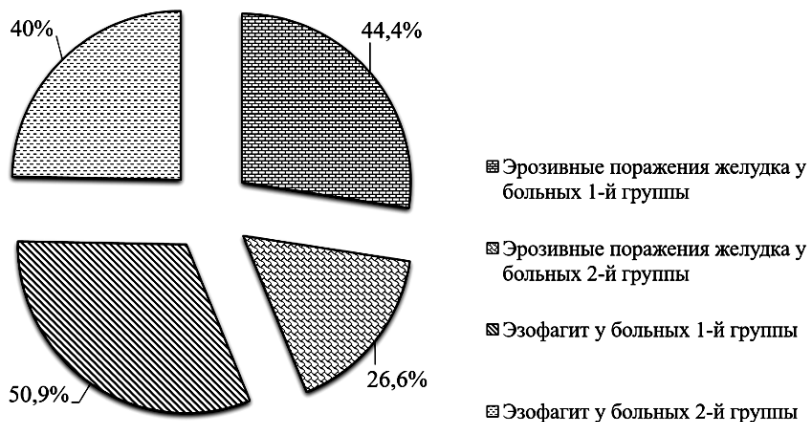 40%
44,4%
50,9%
26,6%
Эрозивные поражения желудка у
больных 1-й группы
Эрозивные поражения желудка у
больных 2-й группы
Эзофагит у больных 1-й группы
Эзофагит у больных 2-й группы